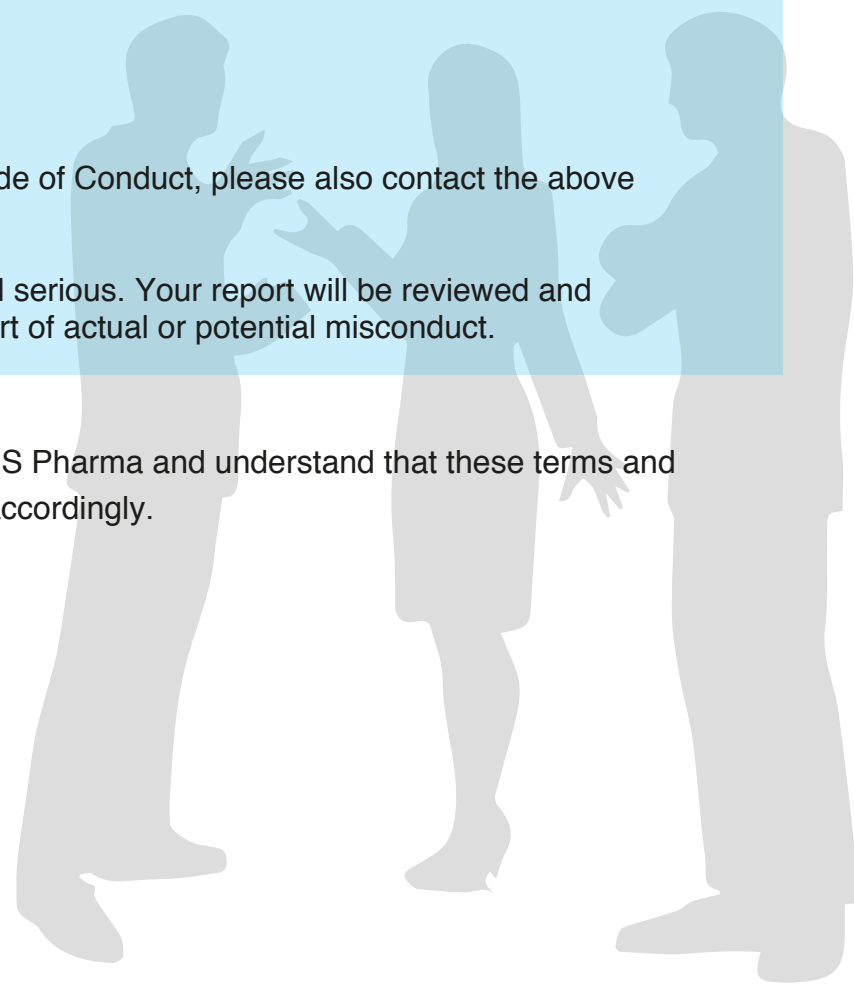 de of Conduct, please also contact the above
serious. Your report will be reviewed and
rt of actual or potential misconduct.
S Pharma and understand that these terms and
ccordingly.